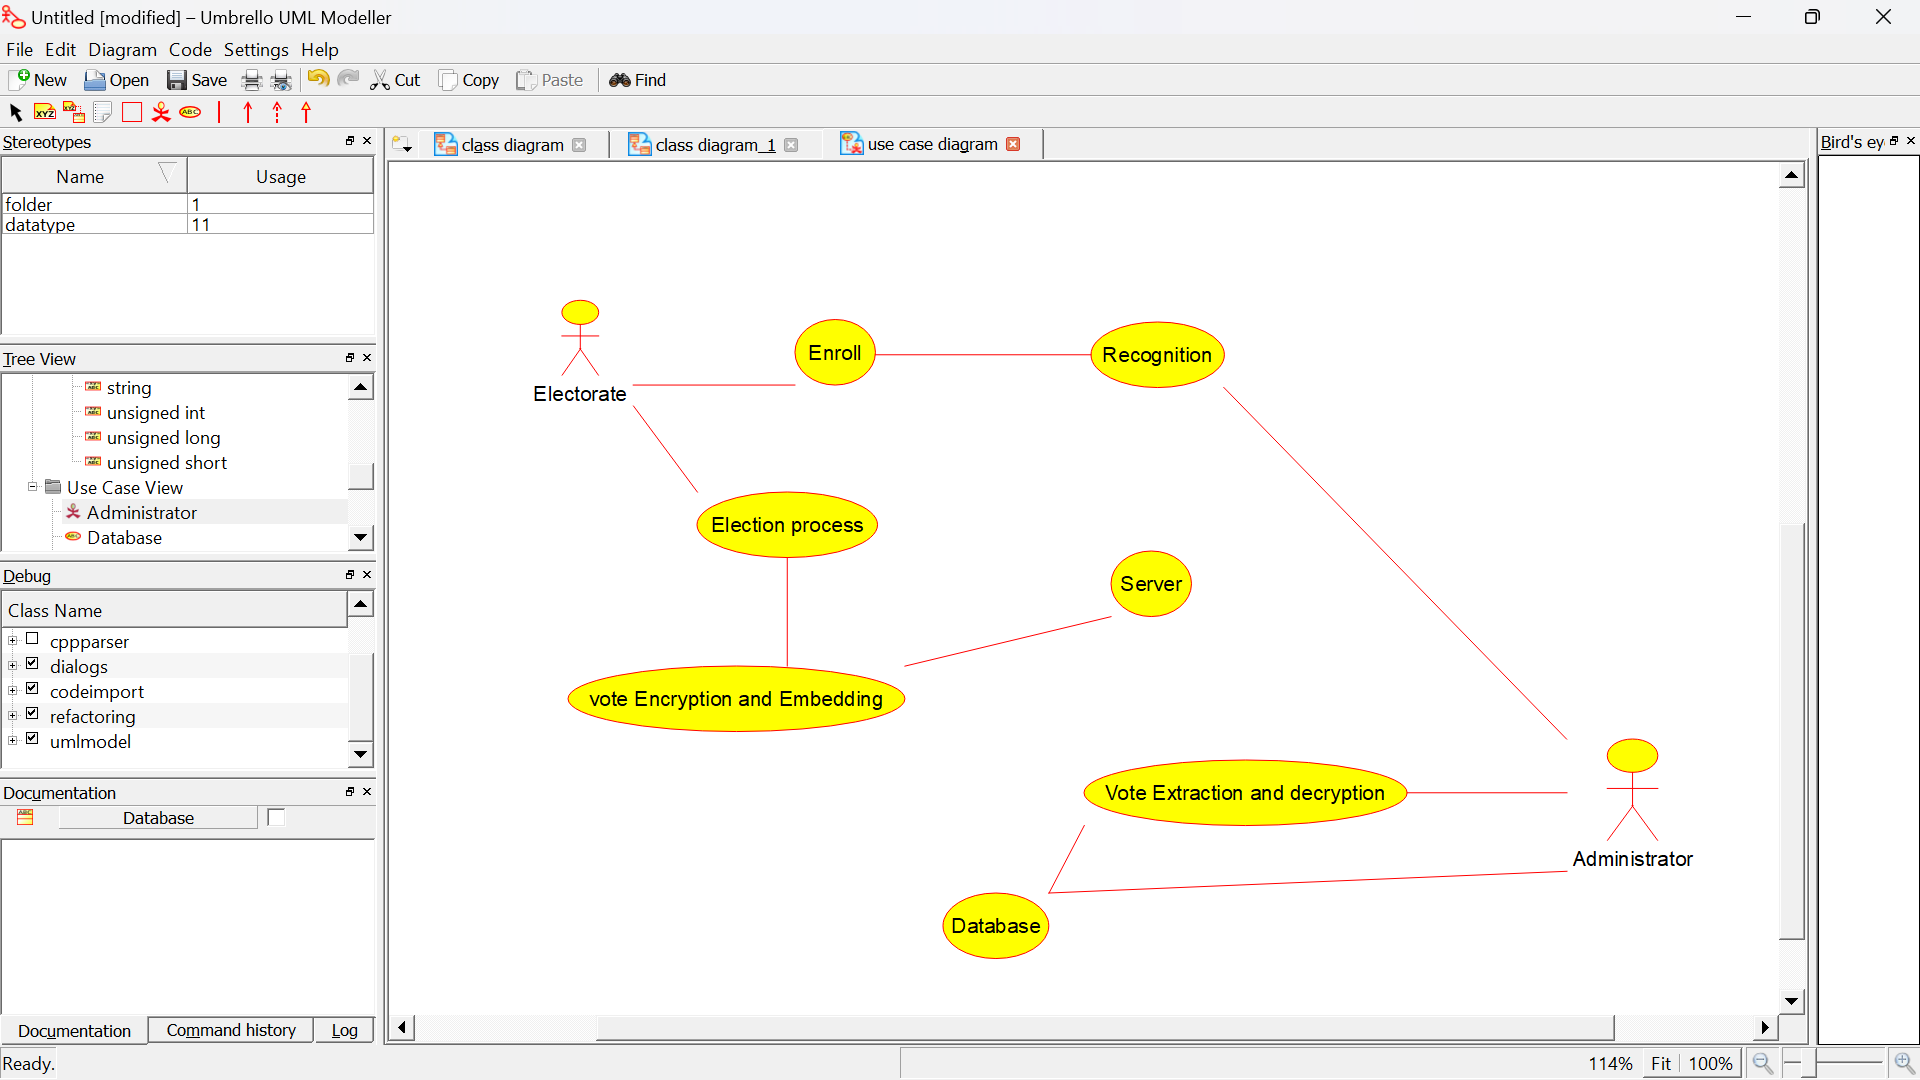 Untitled [modified] – Umbrello UML Modeller
File Edit Diagram Code Settings Help
New Open Save Cut Copy Paste Find
XYZ ABC
Stereotypes
Name Usage
folder 1
datatype 11
Tree View
string
unsigned int
unsigned long
unsigned short
Use Case View
Administrator
Database
Debug
Class Name
cppparser
dialogs
codeimport
refactoring
umlmodel
Documentation
Database
Documentation Command history Log
Ready.
class diagram class diagram_1 use case diagram
Electorate
Enroll
Recognition
Election process
Server
vote Encryption and Embedding
Vote Extraction and decryption
Administrator
Database
Bird's ey
114% Fit 100%